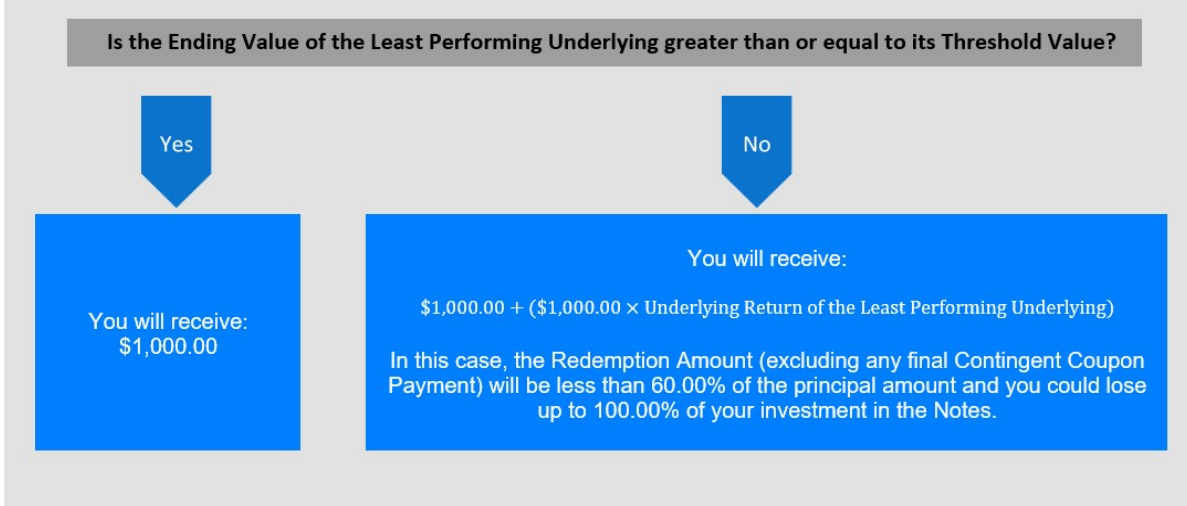 Is the Ending Value of the Least Performing Underlying greater than or equal to its Threshold Value?
Yes
No
You will receive:
$1,000.00
You will receive:
$1,000.00 + ($1,000.00 × Underlying Return of the Least Performing Underlying)
In this case, the Redemption Amount (excluding any final Contingent Coupon
Payment) will be less than 60.00% of the principal amount and you could lose
up to 100.00% of your investment in the Notes.